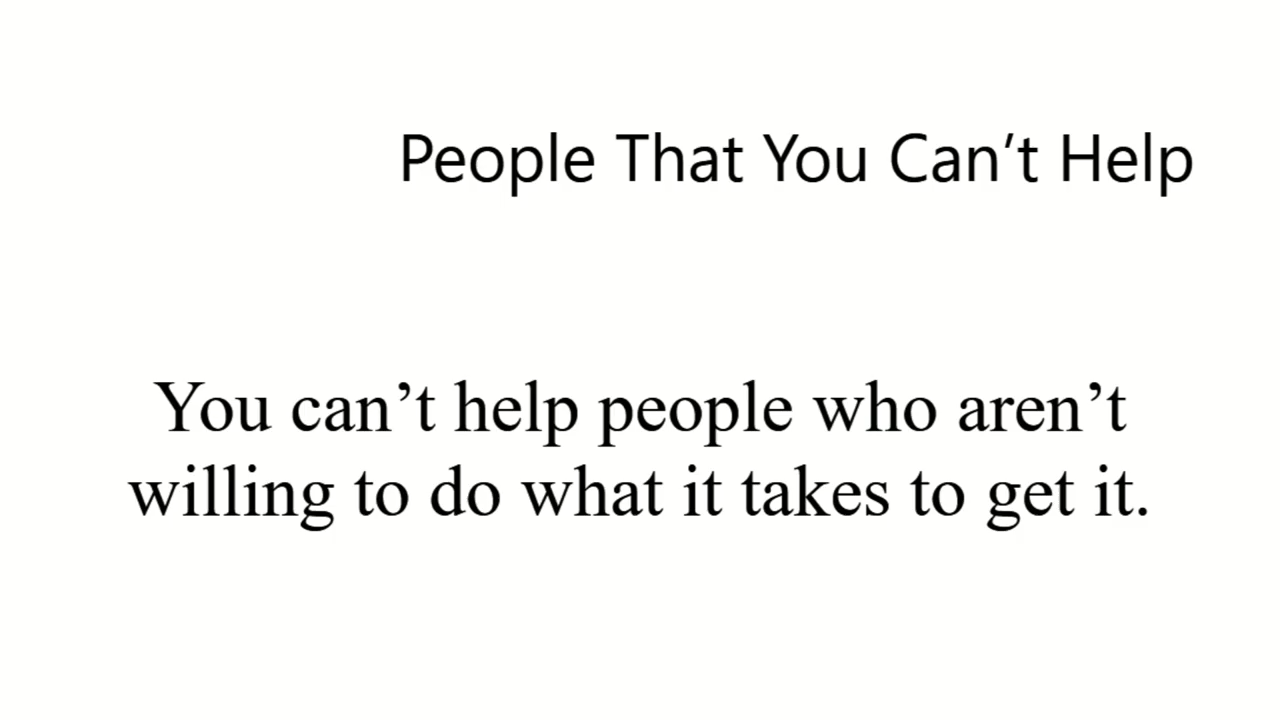 People That You Can’t Help
You can’t help people who aren’t
willing to do what it takes to get it.